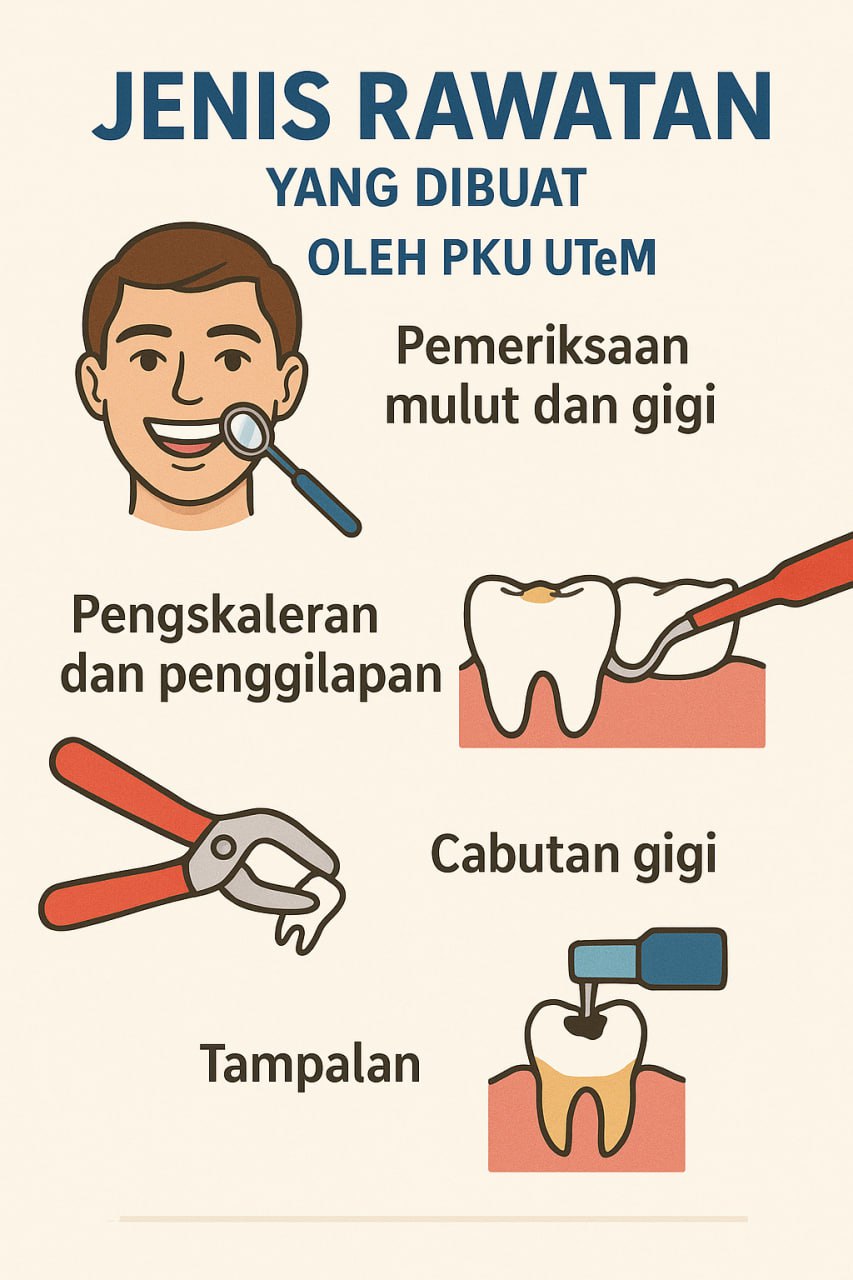 JENIS RAWATAN
YANG DIBUAT
OLEH PKU UTeM
Pemeriksaan
mulut dan gigi
Pengskaleran
dan penggilapan
Cabutan gigi
Tampalan